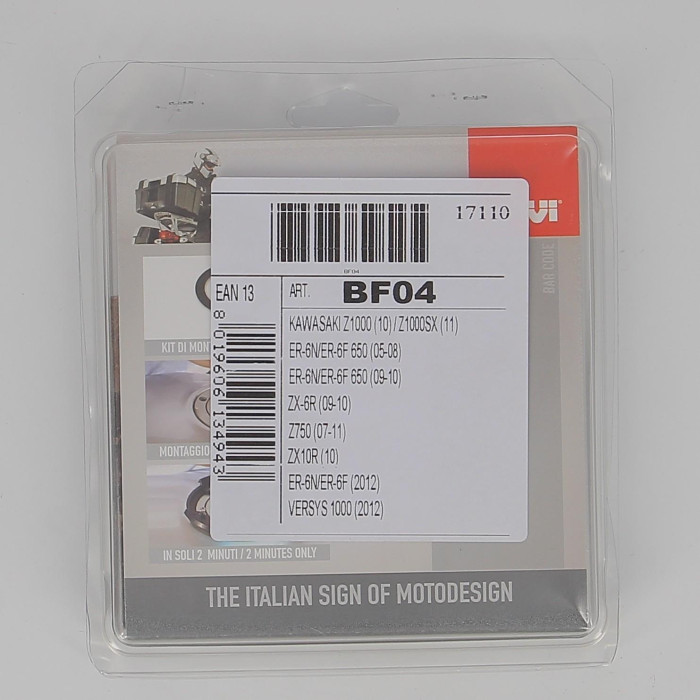 17110
BF04
EAN 13
ART. BF04
8 019606 134943
KAWASAKI Z1000 (10) / Z1000SX (11)
ER-6N/ER-6F 650 (05-08)
ER-6N/ER-6F 650 (09-10)
ZX-6R (09-10)
Z750 (07-11)
ZX10R (10)
ER-6N/ER-6F (2012)
VERSYS 1000 (2012)
BAR CODE
KIT DI
MONTAGGIO
IN SOLI 2 MINUTI / 2 MINUTES ONLY
THE ITALIAN SIGN OF MOTODESIGN